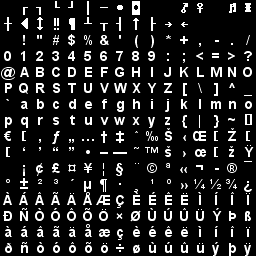 ┌ ┐ └ ┘ │ ─ • ◘ ♂ ♀ ♫ ☼
┼ ◄ ↕ ‼ ¶ ┴ ┬ ┤ ↑ ├ → ←
! " # $ % & ' ( ) * + , - . /
0 1 2 3 4 5 6 7 8 9 : ; < = > ?
@ A B C D E F G H I J K L M N O
P Q R S T U V W X Y Z [ \ ] ^ _
` a b c d e f g h i j k l m n o
p q r s t u v w x y z { | } ~ []
€ [ ‚ ƒ „ … † ‡ ˆ ‰ Š ‹ Œ [ Ž [
[ ‘ ’ “ ” • – — ~ ™ š › œ [ ž Ÿ
¡ ¢ £ ¤ ¥ ¦ § ¨ © ª « ¬ - ® ¯
° ± ² ³ ´ µ ¶ · ¸ ¹ º » ¼ ½ ¾ ¿
À Á Â Ã Ä Å Æ Ç È É Ê Ë Ì Í Î Ï
Ð Ñ Ò Ó Ô Õ Ö × Ø Ù Ú Û Ü Ý Þ ß
à á â ã ä å æ ç è é ê ë ì í î ï
ð ñ ò ó ô õ ö ÷ ø ù ú û ü ý þ ÿ